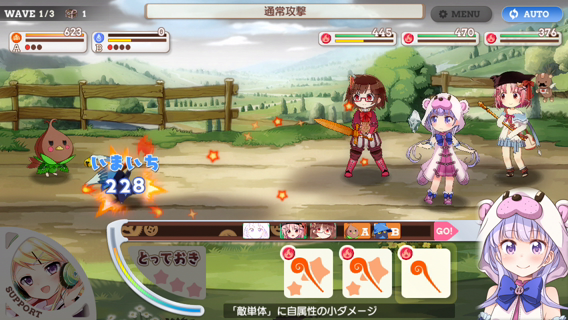 WAVE 1/3 1
通常攻撃
MENU
AUTO
623
A
0
B
445
470
376
いまいち
228
A
B
GO!
とっておき
SUPPORT
「敵単体」に自属性の小ダメージ